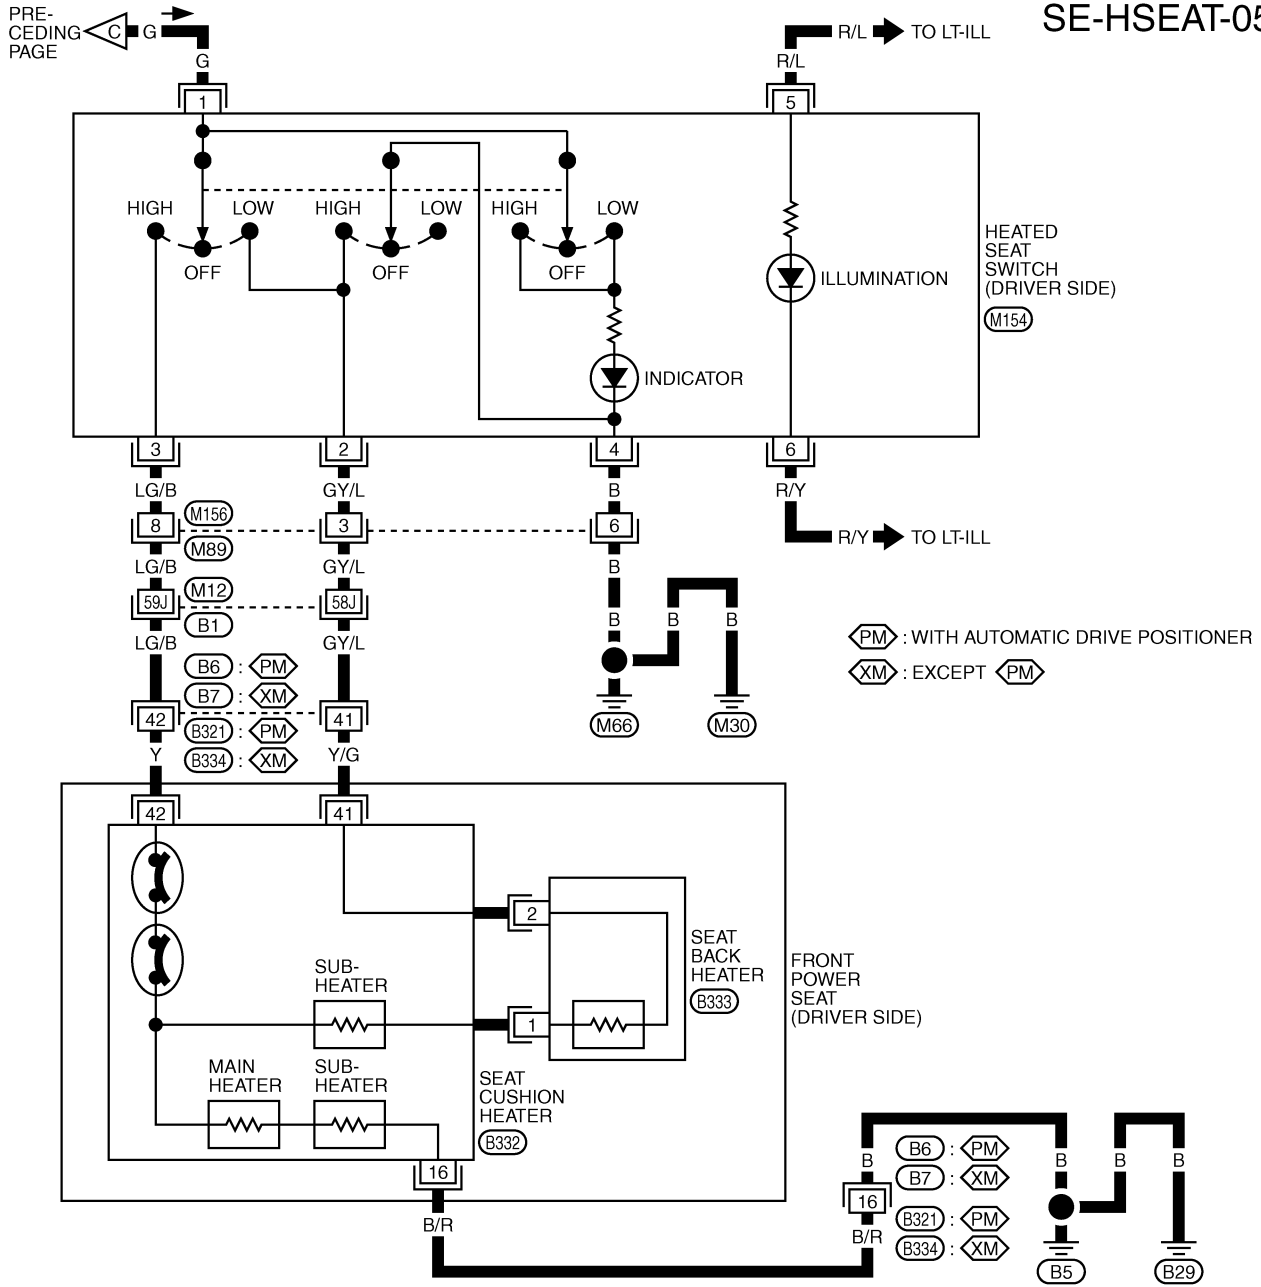 PRE-
CEDING
PAGE
C
G
SE-HSEAT-05
R/L
TO LT-ILL
G
R/L
1
5
HIGH
LOW
HIGH
LOW
HIGH
LOW
OFF
OFF
OFF
ILLUMINATION
HEATED
SEAT
SWITCH
(DRIVER SIDE)
M154
INDICATOR
3
2
4
6
LG/B
GY/L
B
R/Y
8
M156
3
6
M89
R/Y
TO LT-ILL
LG/B
GY/L
B
59J
M12
58J
B1
LG/B
GY/L
B
B
B
PM : WITH AUTOMATIC DRIVE POSITIONER
XM : EXCEPT PM
B6 : PM
B7 : XM
42
41
B321 : PM
B334 : XM
M66
M30
Y
Y/G
42
41
2
SEAT
BACK
HEATER
B333
SUB-
HEATER
1
FRONT
POWER
SEAT
(DRIVER SIDE)
MAIN
HEATER
SUB-
HEATER
SEAT
CUSHION
HEATER
B332
16
B/R
B
B6 : PM
B7 : XM
16
B321 : PM
B334 : XM
B/R
B
B
B
B5
B29